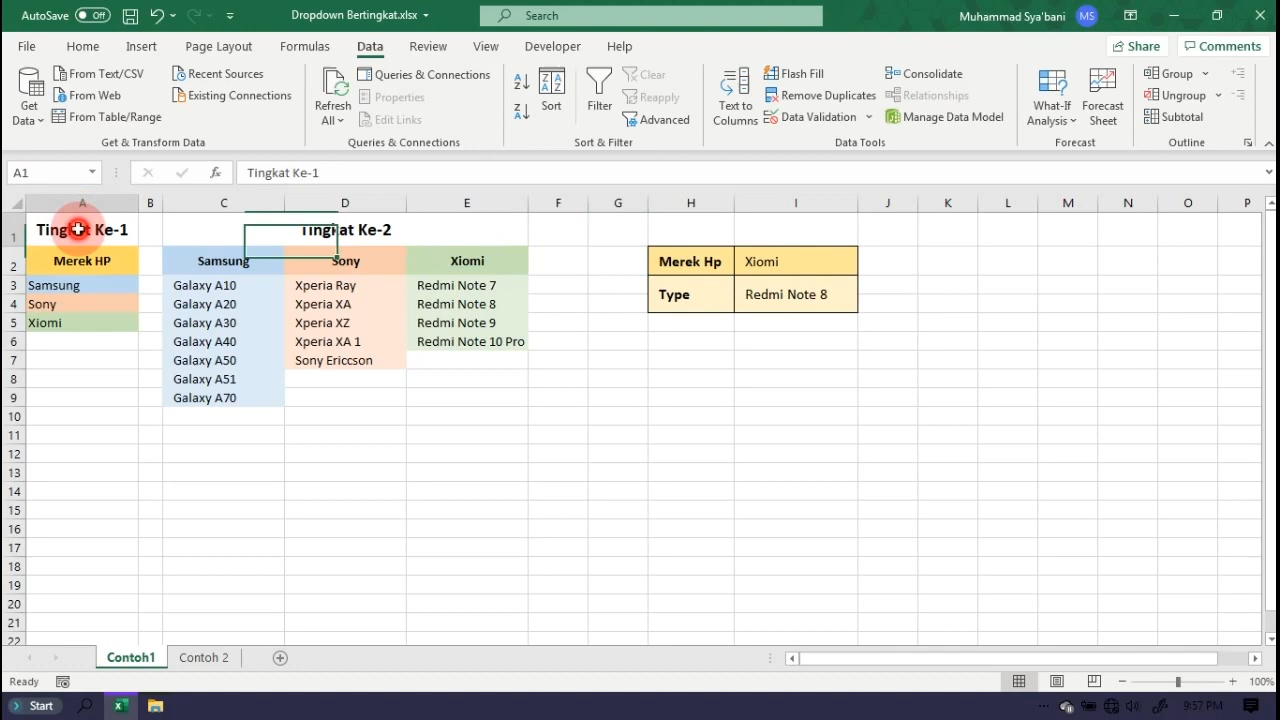 AutoSave Off Dropdown Bertingkat.xlsx Search Muhammad Sya'bani MS
File Home Insert Page Layout Formulas Data Review View Developer Help Share Comments
Get Data
From Text/CSV
From Web
From Table/Range
Recent Sources
Existing Connections
Get & Transform Data
Refresh All
Queries & Connections
Properties
Edit Links
Queries & Connections
Sort
Filter
Clear
Reapply
Advanced
Sort & Filter
Text to Columns
Flash Fill
Remove Duplicates
Data Validation
Consolidate
Relationships
Manage Data Model
Data Tools
What-If Analysis
Forecast Sheet
Forecast
Group
Ungroup
Subtotal
Outline
A1 fx Tingkat Ke-1
A B C D E F G H I J K L M N O P
1 Tingkat Ke-1 Tingkat Ke-2
2 Merek HP Samsung Sony Xiomi Merek Hp Xiomi
3 Samsung Galaxy A10 Xperia Ray Redmi Note 7 Type Redmi Note 8
4 Sony Galaxy A20 Xperia XA Redmi Note 8
5 Xiomi Galaxy A30 Xperia XZ Redmi Note 9
6 Galaxy A40 Xperia XA 1 Redmi Note 10 Pro
7 Galaxy A50 Sony Ericcson
8 Galaxy A51
9 Galaxy A70
10
11
12
13
14
15
16
17
18
19
20
21
22
Contoh1 Contoh 2
Ready 100%
Start 9:57 PM